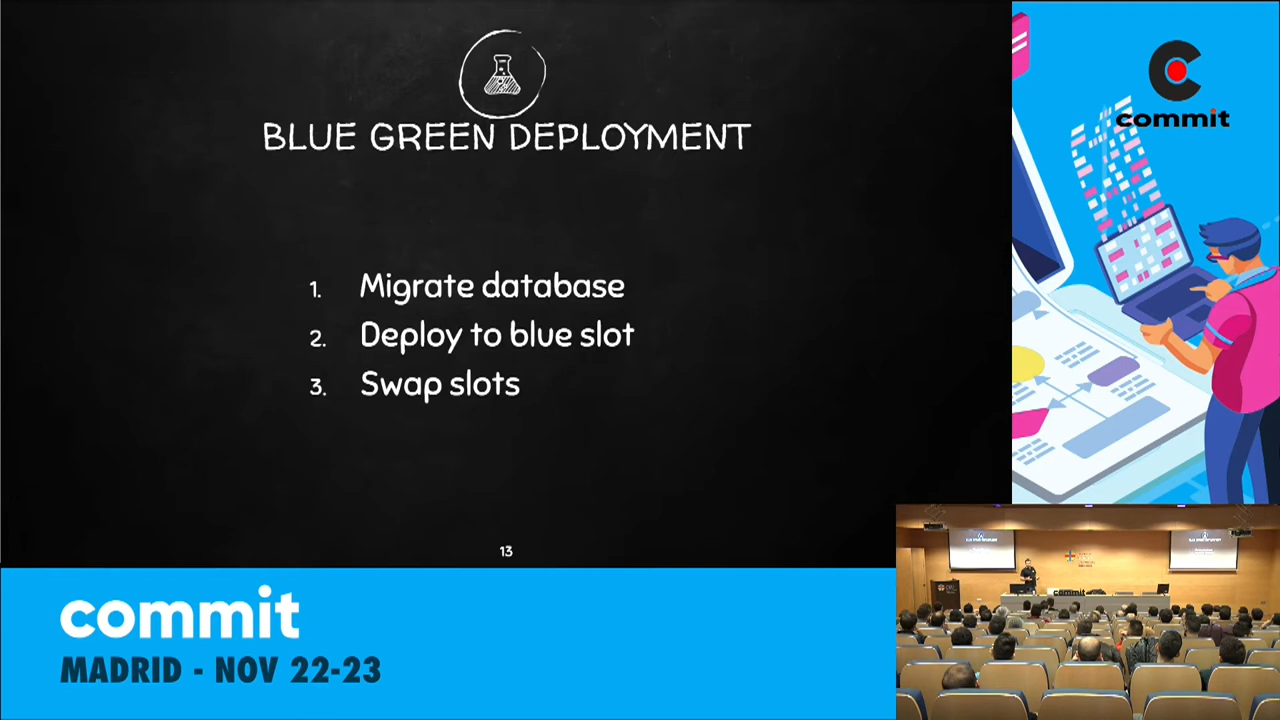 BLUE GREEN DEPLOYMENT
1. Migrate database
2. Deploy to blue slot
3. Swap slots
13
commit
commit
MADRID - NOV 22-23
commit